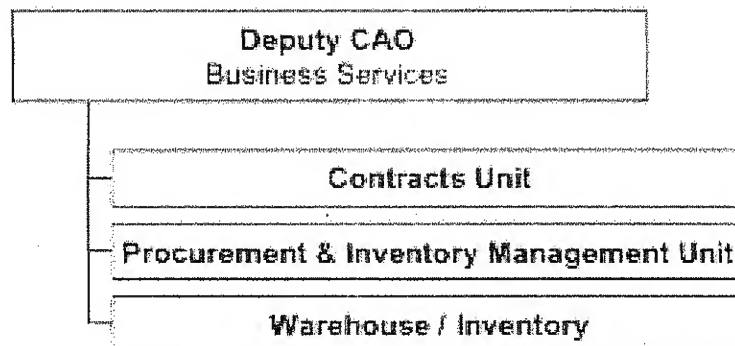 Deputy CAO
Business Services
Contracts Unit
Procurement & Inventory Management Unit
Warehouse / Inventory